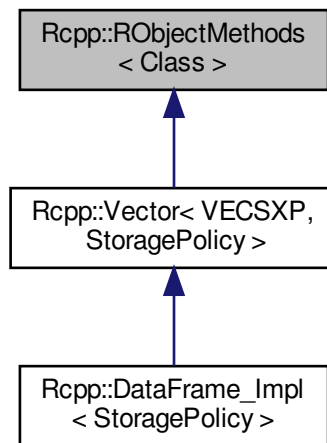 Rcpp::RObjectMethods
< Class >
Rcpp::Vector< VECSXP,
StoragePolicy >
Rcpp::DataFrame_Impl
< StoragePolicy >